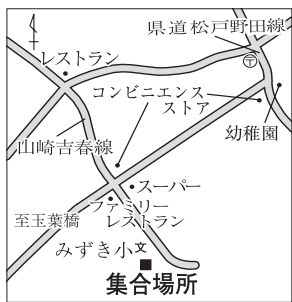 県道松戸野田線
レストラン
〒
コンビニエンス
ストア
幼稚園
山崎吉春線
スーパー
ファミリー
レストラン
至玉葉橋
みずき小文
集合場所